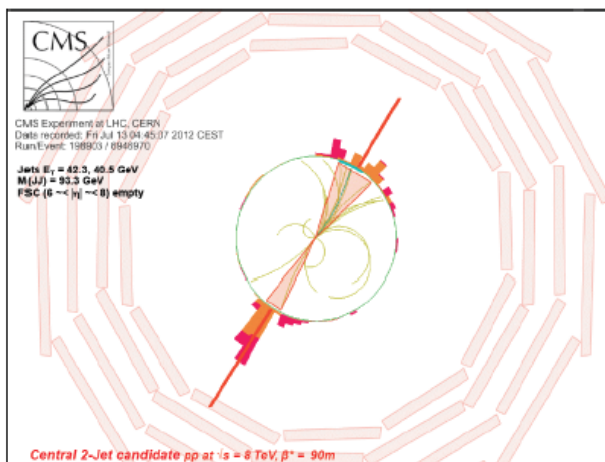 CMS
CMS Experiment at LHC, CERN
Data recorded: Fri Jul 13 04:45:07 2012 CEST
Run/Event: 198903 / 6946970
Jets E_T = 42.3, 40.5 GeV
M(JJ) = 93.3 GeV
FSC (6 ~< |η| ~< 8) empty
Central 2-Jet candidate pp at √s = 8 TeV, β* = 90m